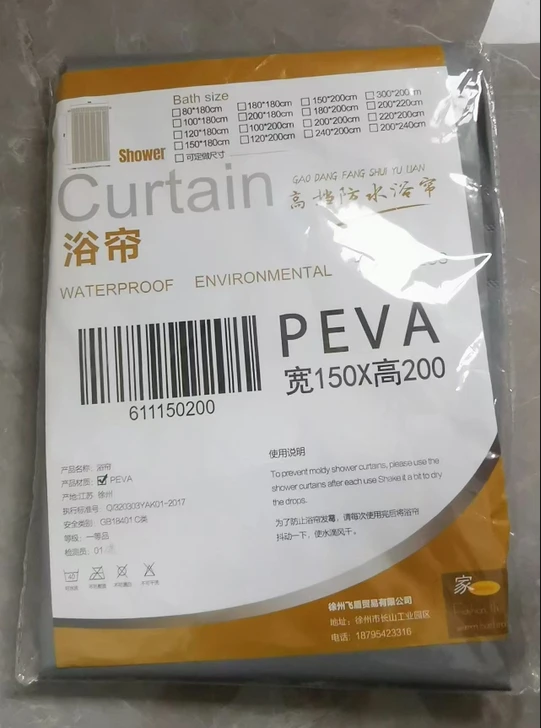 Bath size
80*180cm
100*180cm
120*180cm
150*180cm
可定做尺寸
180*180cm
200*180cm
100*200cm
120*200cm
150*200cm
180*200cm
200*200cm
240*200cm
300*200cm
200*220cm
220*200cm
200*240cm
Shower
Curtain
GAO DANG FANG SHUI YU LIAN
高档防水浴帘
浴帘
WATERPROOF ENVIRONMENTAL
PEVA
宽150X高200
611150200
产品名称: 浴帘
产品材质: PEVA
产地:江苏 徐州
执行标准号: Q/320303YAK01-2017
安全类别: GB18401 C类
等级: 一等品
检测员: 01
使用说明
To prevent moldy shower curtains, please use the
shower curtains after each use Shake it a bit to dry
the drops.
为了防止浴帘发霉, 请每次使用完后将浴帘
抖动一下, 使水滴风干。
家
徐州飞盾贸易有限公司
地址: 徐州市长山工业园区
电话: 18795423316